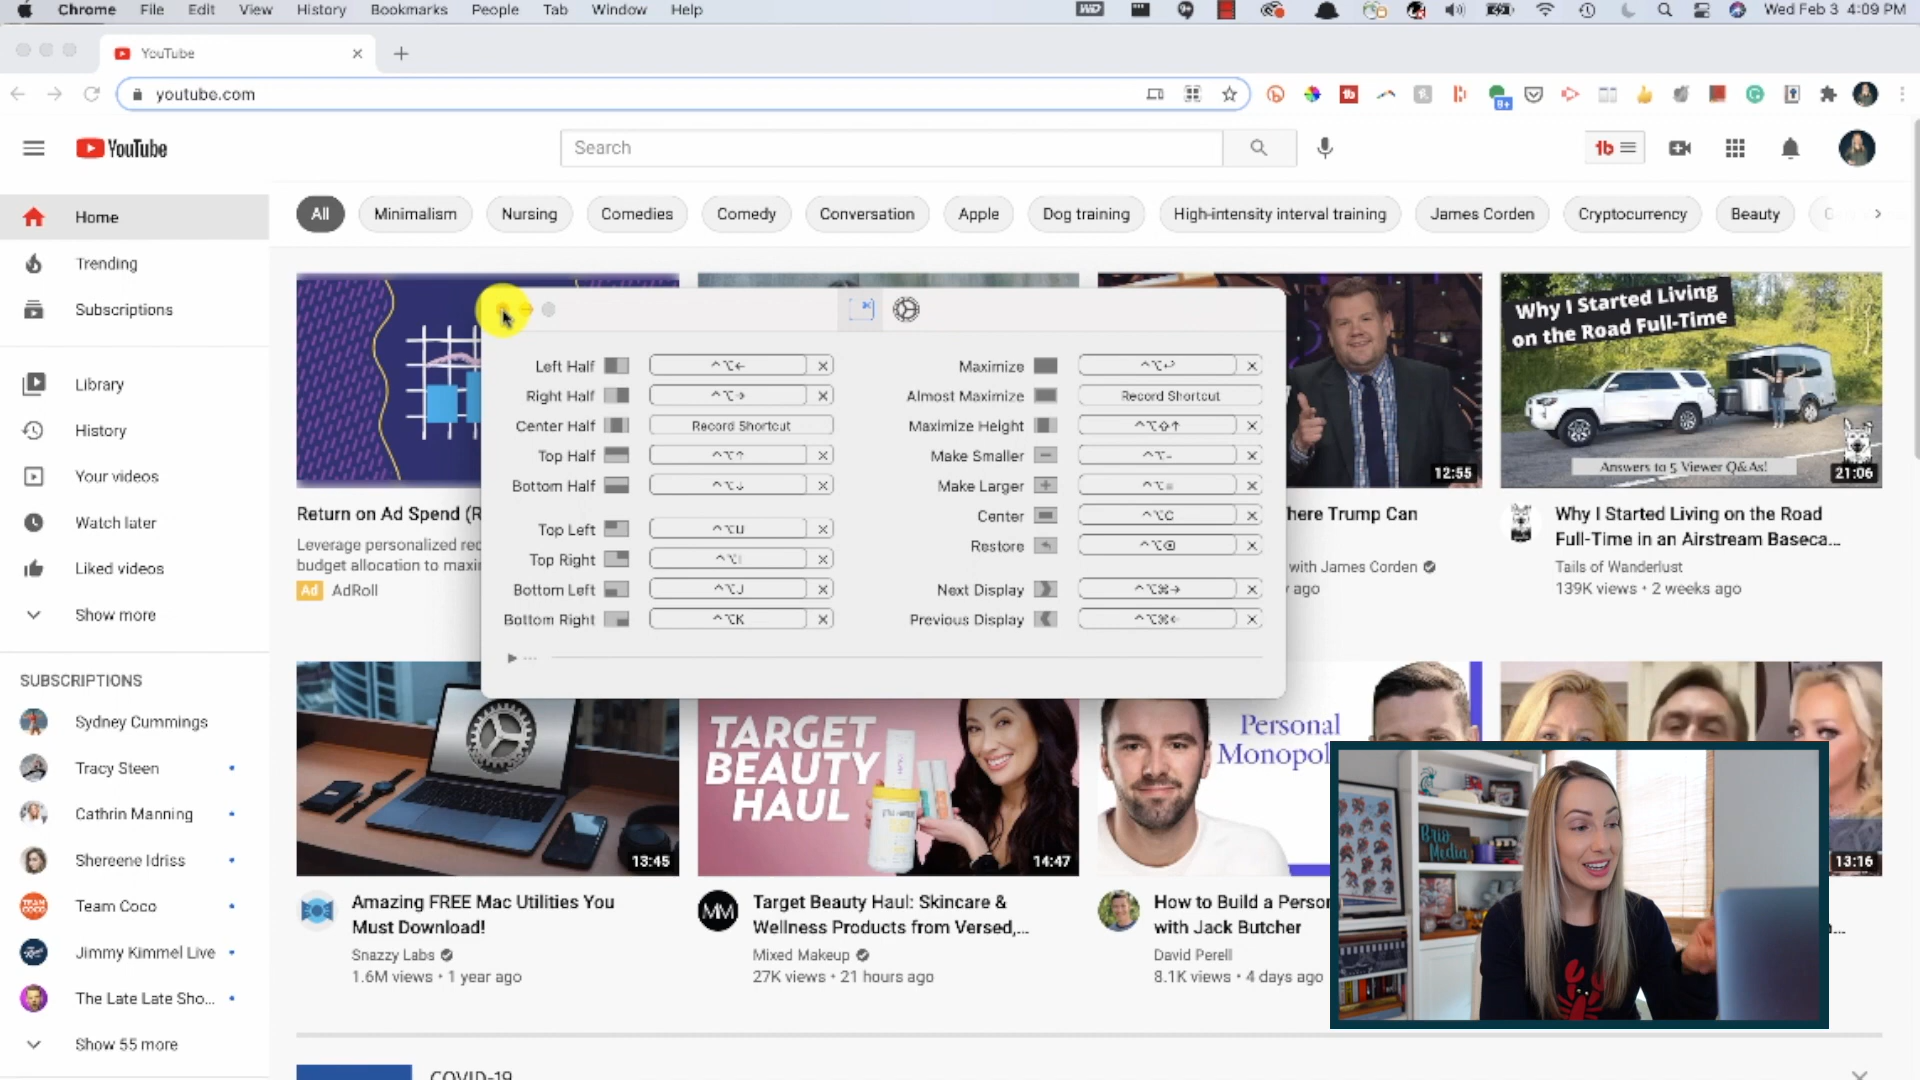 Chrome File Edit View History Bookmarks People Tab Window Help
Wed Feb 3 4:09 PM
YouTube
youtube.com
YouTube
Search
Home
Trending
Subscriptions
Library
History
Your videos
Watch later
Liked videos
Show more
SUBSCRIPTIONS
Sydney Cummings
Tracy Steen
Cathrin Manning
Shereene Idriss
Team Coco
Jimmy Kimmel Live
The Late Late Sho...
Show 55 more
All Minimalism Nursing Comedies Comedy Conversation Apple Dog training High-intensity interval training James Corden Cryptocurrency Beauty
Left Half ^⌥←
Right Half ^⌥→
Center Half Record Shortcut
Top Half ^⌥↑
Bottom Half ^⌥↓
Top Left ^⌥U
Top Right ^⌥I
Bottom Left ^⌥J
Bottom Right ^⌥K
Maximize ^⌥↩
Almost Maximize Record Shortcut
Maximize Height ^⌥⇧↑
Make Smaller ^⌥-
Make Larger ^⌥=
Center ^⌥C
Restore ^⌥⌫
Next Display ^⌥⌘→
Previous Display ^⌥⌘←
Return on Ad Spend (R
Leverage personalized rec
budget allocation to maxi
Ad AdRoll
12:55
here Trump Can
with James Corden
ago
Why I Started Living
on the Road Full-Time
Answers to 5 Viewer Q&As!
21:06
Why I Started Living on the Road
Full-Time in an Airstream Baseca...
Tails of Wanderlust
139K views • 2 weeks ago
13:45
Amazing FREE Mac Utilities You
Must Download!
Snazzy Labs
1.6M views • 1 year ago
TARGET
BEAUTY
HAUL
14:47
MM
Target Beauty Haul: Skincare &
Wellness Products from Versed,...
Mixed Makeup
27K views • 21 hours ago
Personal
Monopol
How to Build a Person
with Jack Butcher
David Perell
8.1K views • 4 days ago
Brio
Media
13:16
COVID-19